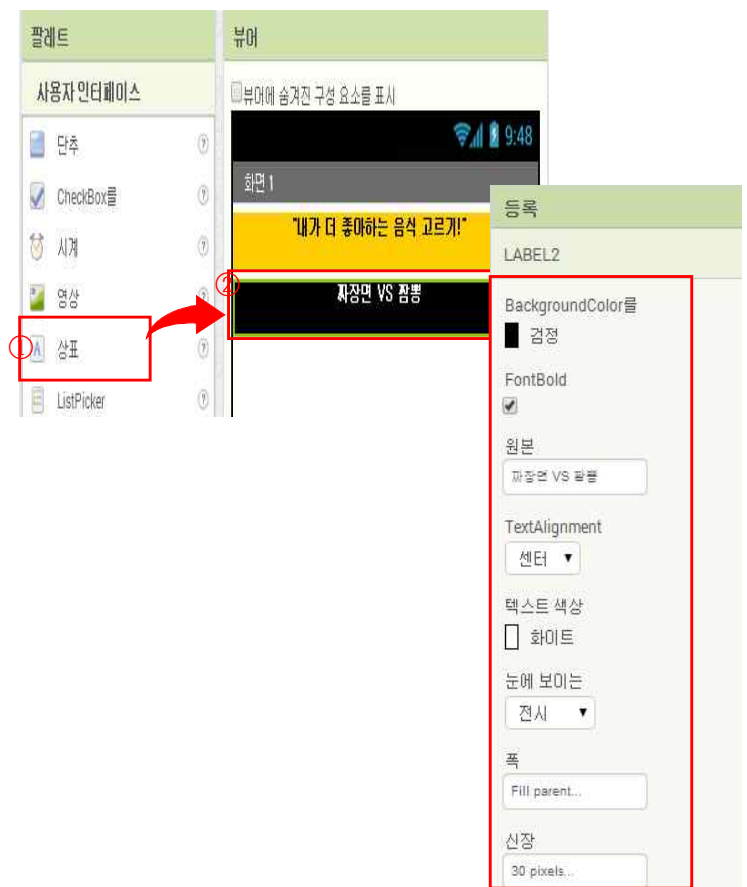 팔레트
사용자 인터페이스
단추
CheckBox를
시계
영상
① 상표
ListPicker
뷰어
뷰어에 숨겨진 구성 요소를 표시
9:48
화면 1
"내가 더 좋아하는 음식 고르기!"
②
짜장면 VS 짬뽕
등록
LABEL2
BackgroundColor를
검정
FontBold
원본
짜장면 VS 짬뽕
TextAlignment
센터
텍스트 색상
화이트
눈에 보이는
전시
폭
Fill parent...
신장
30 pixels...